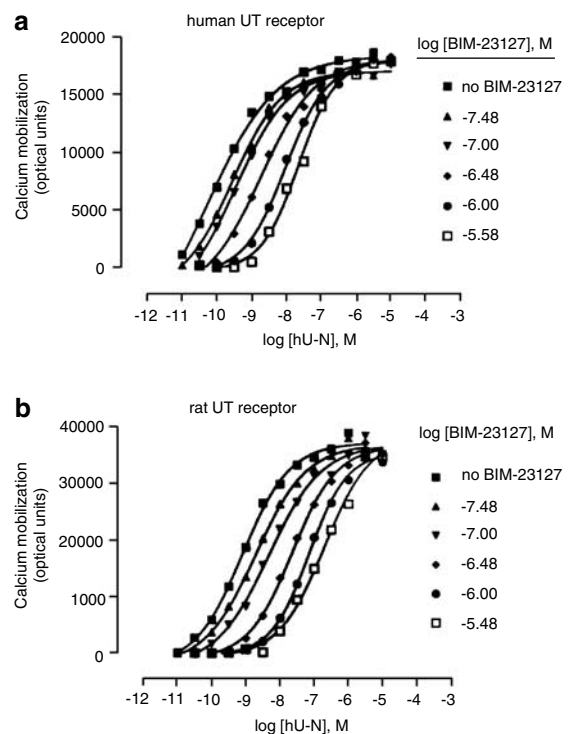 a
human UT receptor
log [BIM-23127], M
20000
15000
10000
5000
0
Calcium mobilization
(optical units)
no BIM-23127
-7.48
-7.00
-6.48
-6.00
-5.58
-12 -11 -10 -9 -8 -7 -6 -5 -4 -3
log [hU-N], M
b
rat UT receptor
log [BIM-23127], M
40000
30000
20000
1000
0
Calcium mobilization
(optical units)
no BIM-23127
-7.48
-7.00
-6.48
-6.00
-5.48
-12 -11 -10 -9 -8 -7 -6 -5 -4 -3
log [hU-N], M